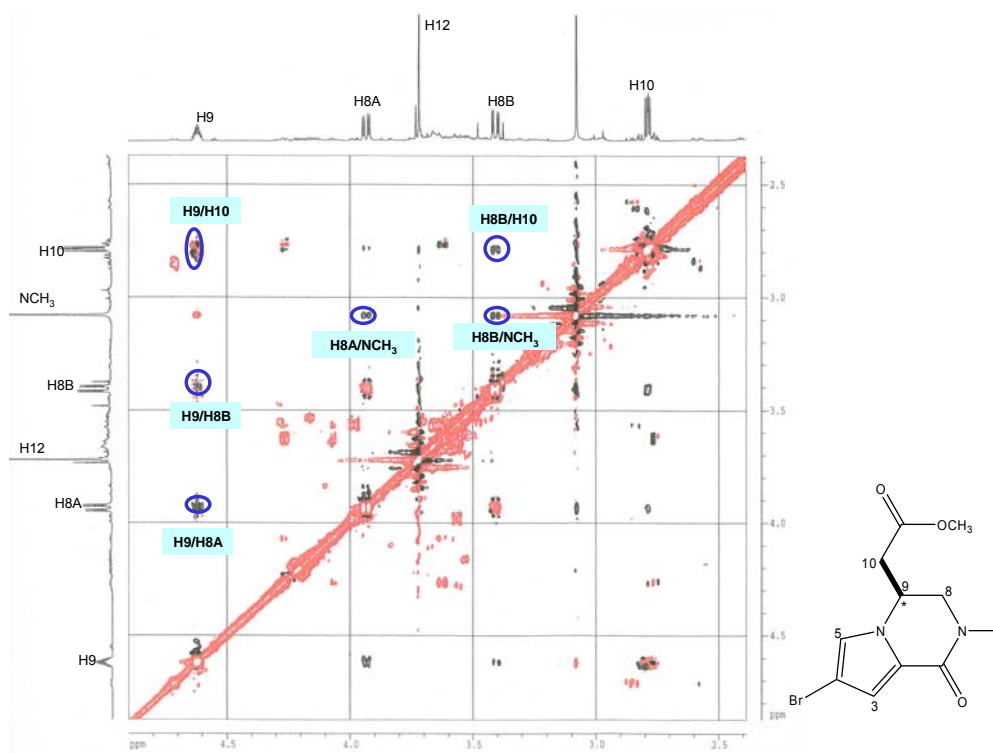 H12
H9
H8A
H8B
H10
H9/H10
H8B/H10
H10
NCH₃
H8A/NCH₃
H8B/NCH₃
H8B
H9/H8B
H12
H8A
H9/H8A
H9
2.5
3.0
3.5
4.0
4.5
ppm
ppm
4.5
4.0
3.5
3.0
2.5
O
O
CH₃
10
9
8
*
5
N
N
Br
3
O